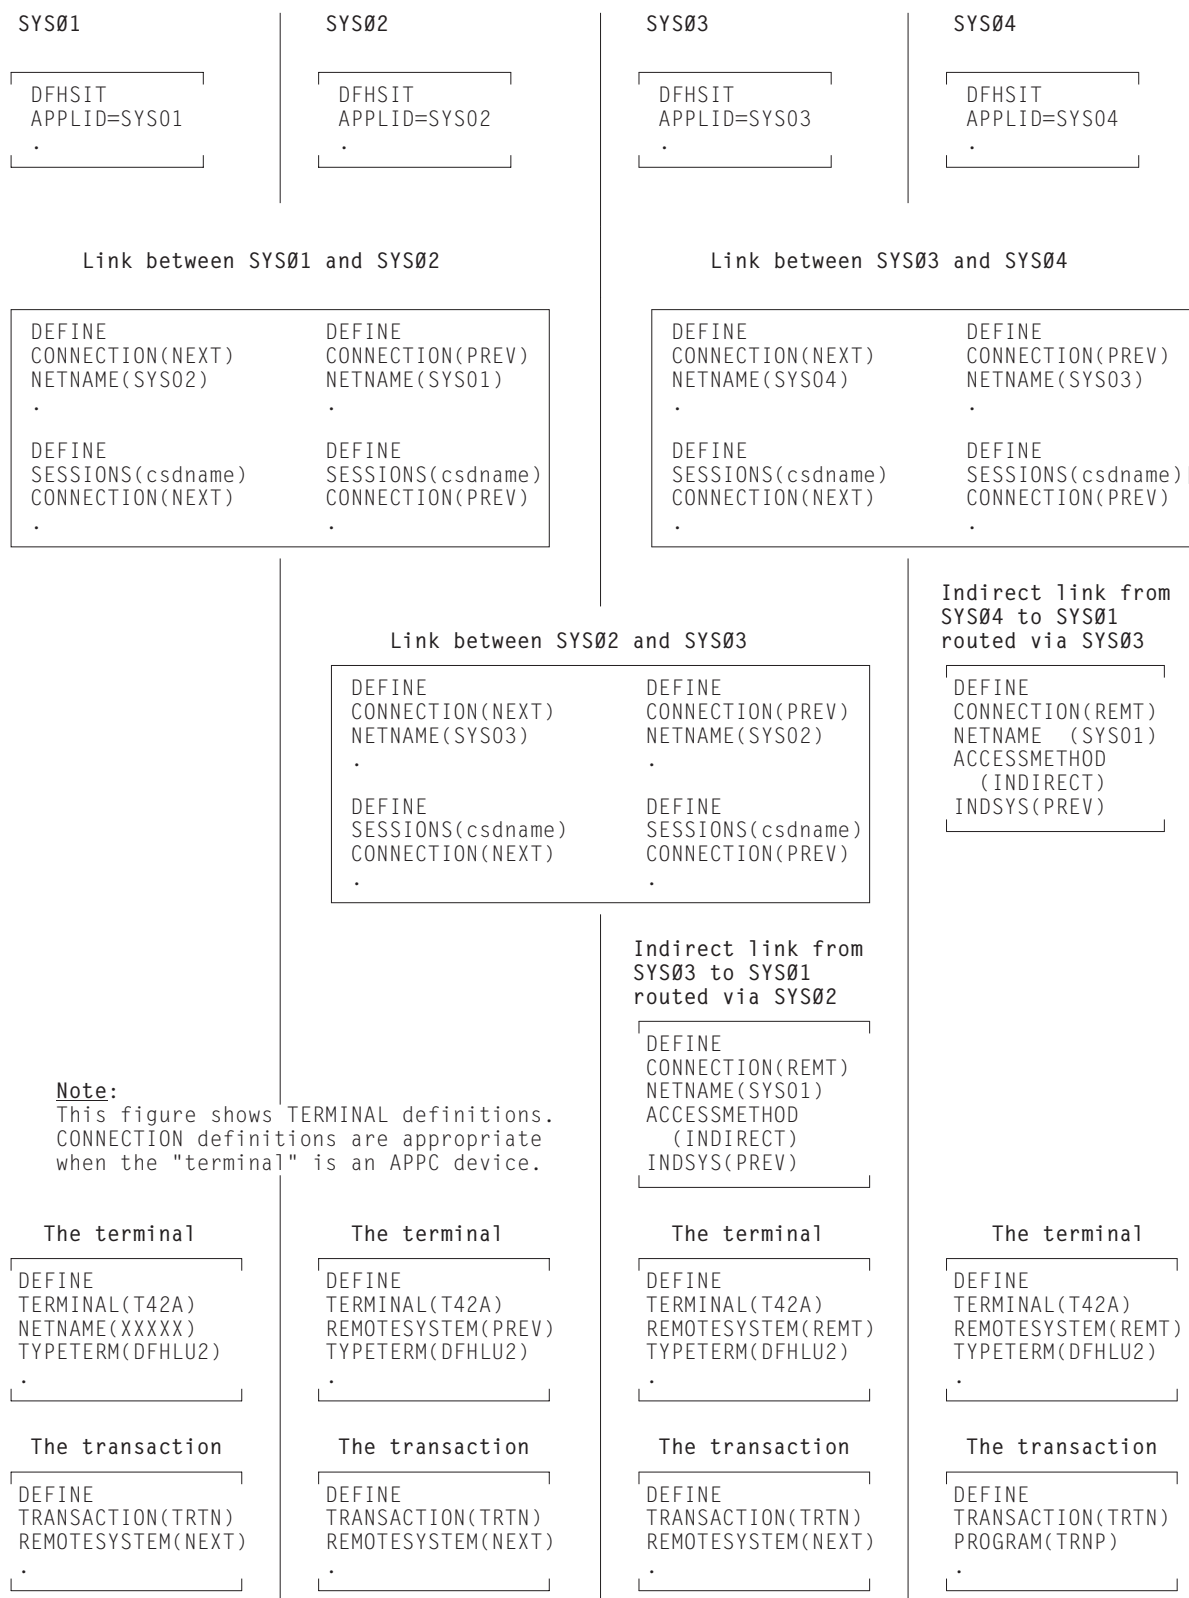 SYSØ1
SYSØ2
SYSØ3
SYSØ4
DFHSIT
APPLID=SYS01
.
DFHSIT
APPLID=SYS02
.
DFHSIT
APPLID=SYS03
.
DFHSIT
APPLID=SYS04
.
Link between SYSØ1 and SYSØ2
DEFINE
CONNECTION(NEXT)
NETNAME(SYS02)
.
DEFINE
SESSIONS(csdname)
CONNECTION(NEXT)
.
DEFINE
CONNECTION(PREV)
NETNAME(SYS01)
.
DEFINE
SESSIONS(csdname)
CONNECTION(PREV)
.
Link between SYSØ3 and SYSØ4
DEFINE
CONNECTION(NEXT)
NETNAME(SYS04)
.
DEFINE
SESSIONS(csdname)
CONNECTION(NEXT)
.
DEFINE
CONNECTION(PREV)
NETNAME(SYS03)
.
DEFINE
SESSIONS(csdname)
CONNECTION(PREV)
.
Link between SYSØ2 and SYSØ3
DEFINE
CONNECTION(NEXT)
NETNAME(SYS03)
.
DEFINE
SESSIONS(csdname)
CONNECTION(NEXT)
.
DEFINE
CONNECTION(PREV)
NETNAME(SYS02)
.
DEFINE
SESSIONS(csdname)
CONNECTION(PREV)
.
Indirect link from
SYSØ4 to SYSØ1
routed via SYSØ3
DEFINE
CONNECTION(REMT)
NETNAME (SYS01)
ACCESSMETHOD
(INDIRECT)
INDSYS(PREV)
Indirect link from
SYSØ3 to SYSØ1
routed via SYSØ2
DEFINE
CONNECTION(REMT)
NETNAME(SYS01)
ACCESSMETHOD
(INDIRECT)
INDSYS(PREV)
Note:
This figure shows TERMINAL definitions.
CONNECTION definitions are appropriate
when the "terminal" is an APPC device.
The terminal
DEFINE
TERMINAL(T42A)
NETNAME(XXXXX)
TYPETERM(DFHLU2)
.
The terminal
DEFINE
TERMINAL(T42A)
REMOTESYSTEM(PREV)
TYPETERM(DFHLU2)
.
The terminal
DEFINE
TERMINAL(T42A)
REMOTESYSTEM(REMT)
TYPETERM(DFHLU2)
.
The terminal
DEFINE
TERMINAL(T42A)
REMOTESYSTEM(REMT)
TYPETERM(DFHLU2)
.
The transaction
DEFINE
TRANSACTION(TRTN)
REMOTESYSTEM(NEXT)
.
The transaction
DEFINE
TRANSACTION(TRTN)
REMOTESYSTEM(NEXT)
.
The transaction
DEFINE
TRANSACTION(TRTN)
REMOTESYSTEM(NEXT)
.
The transaction
DEFINE
TRANSACTION(TRTN)
PROGRAM(TRNP)
.